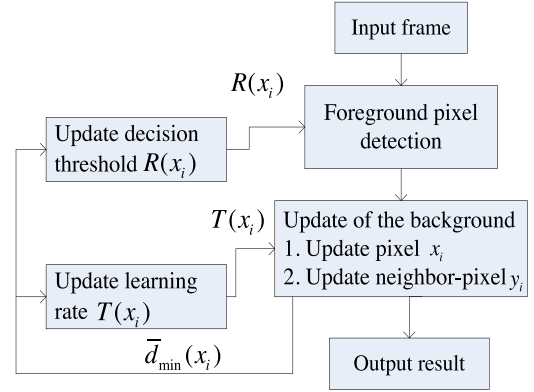 Input frame
R(x_i)
Foreground pixel
detection
Update decision
threshold R(x_i)
T(x_i)
Update of the background
1. Update pixel x_i
2. Update neighbor-pixel y_i
Update learning
rate T(x_i)
d̅_min(x_i)
Output result